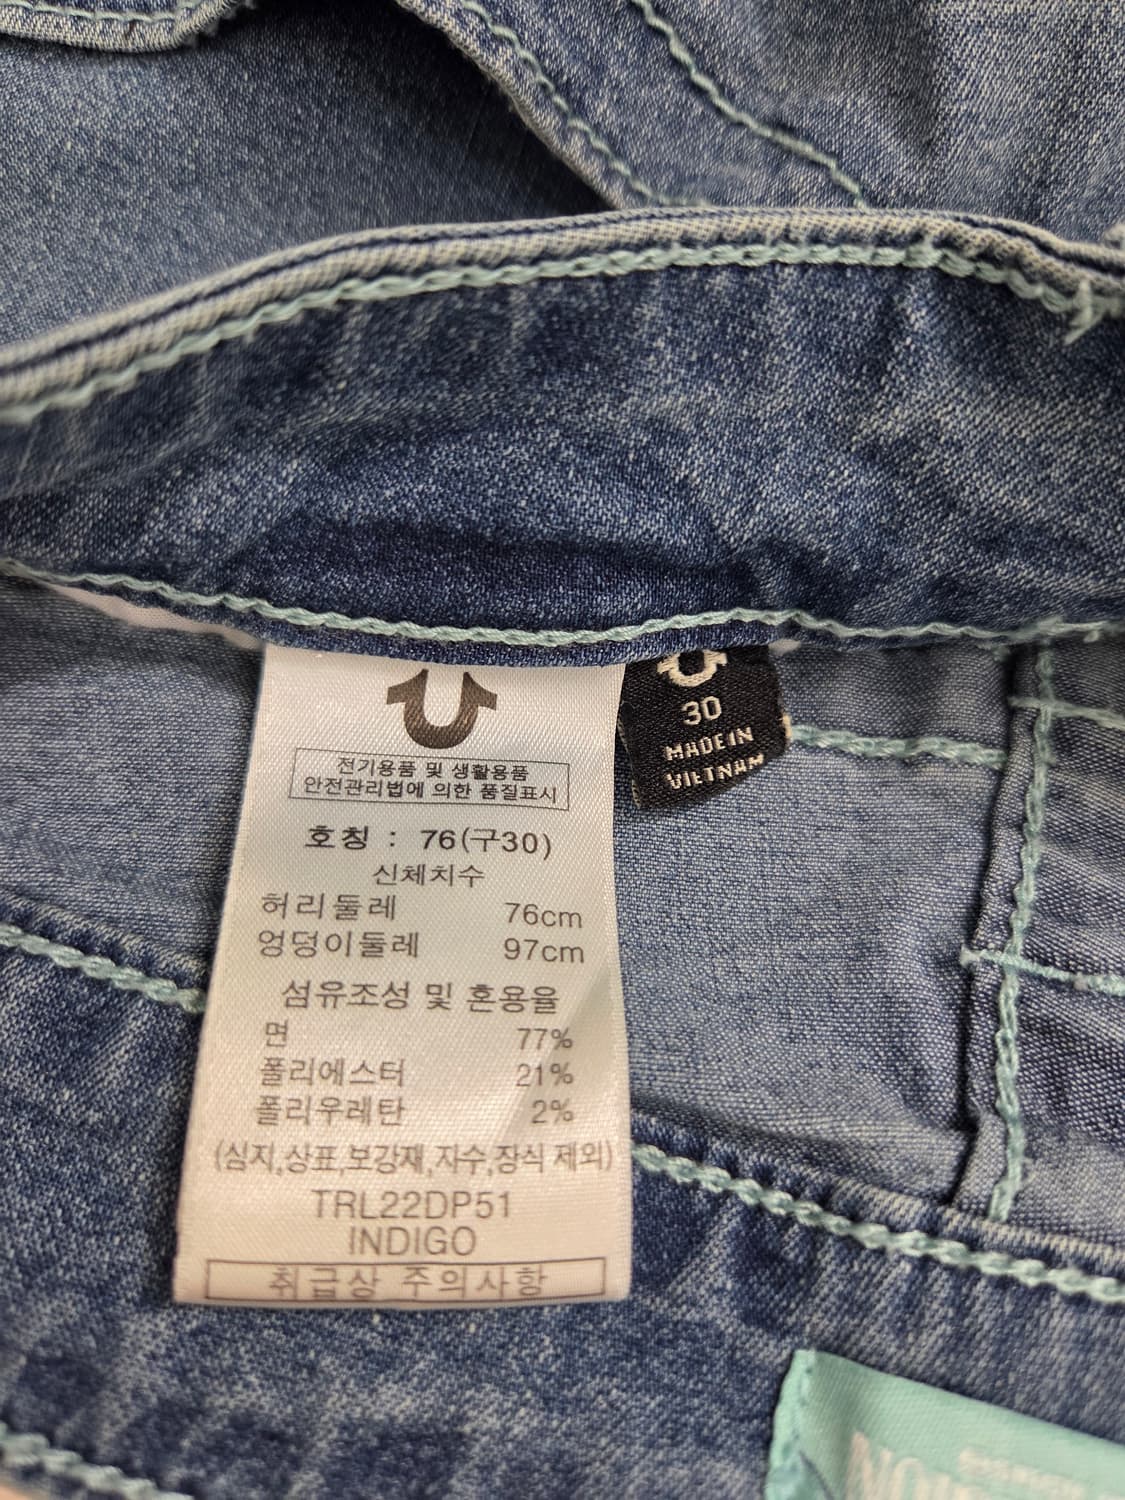 전기용품 및 생활용품
안전관리법에 의한 품질표시
호칭 : 76(구30)
신체치수
허리둘레 76cm
엉덩이둘레 97cm
섬유조성 및 혼용율
면 77%
폴리에스터 21%
폴리우레탄 2%
(심지,상표,보강재,자수,장식 제외)
TRL22DP51
INDIGO
취급상 주의사항
30
MADE IN
VIETNAM